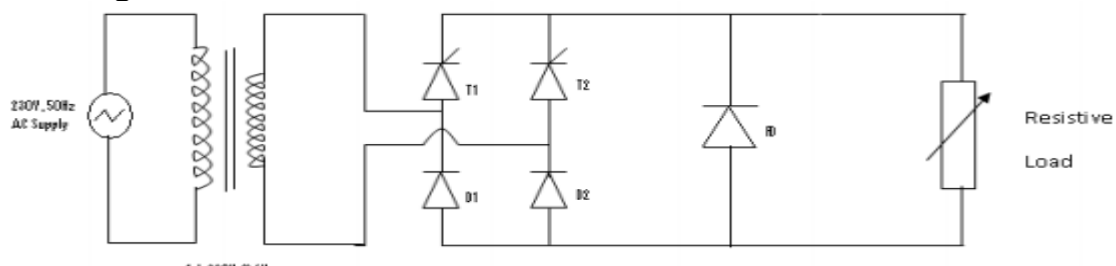 T1
T2
230V, 50Hz
AC Supply
FD
Resistive
Load
D1
D2